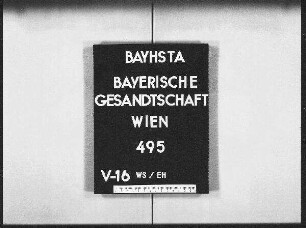 BAYHSTA
BAYERISCHE
GESANDTSCHAFT
WIEN
495
V-16 WS / EH